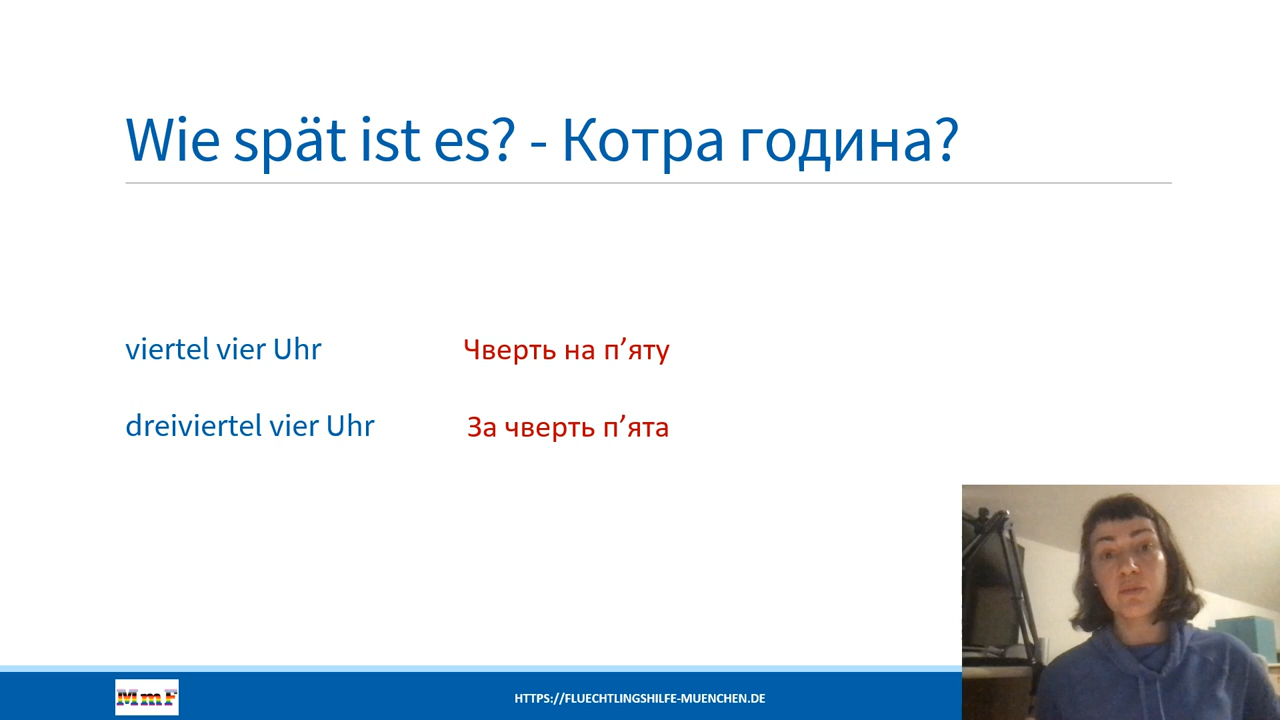 Wie spät ist es? - Котра година?
viertel vier Uhr Чверть на п’яту
dreiviertel vier Uhr За чверть п’ята
MmF
HTTPS://FLUECHTLINGSHILFE-MUENCHEN.DE